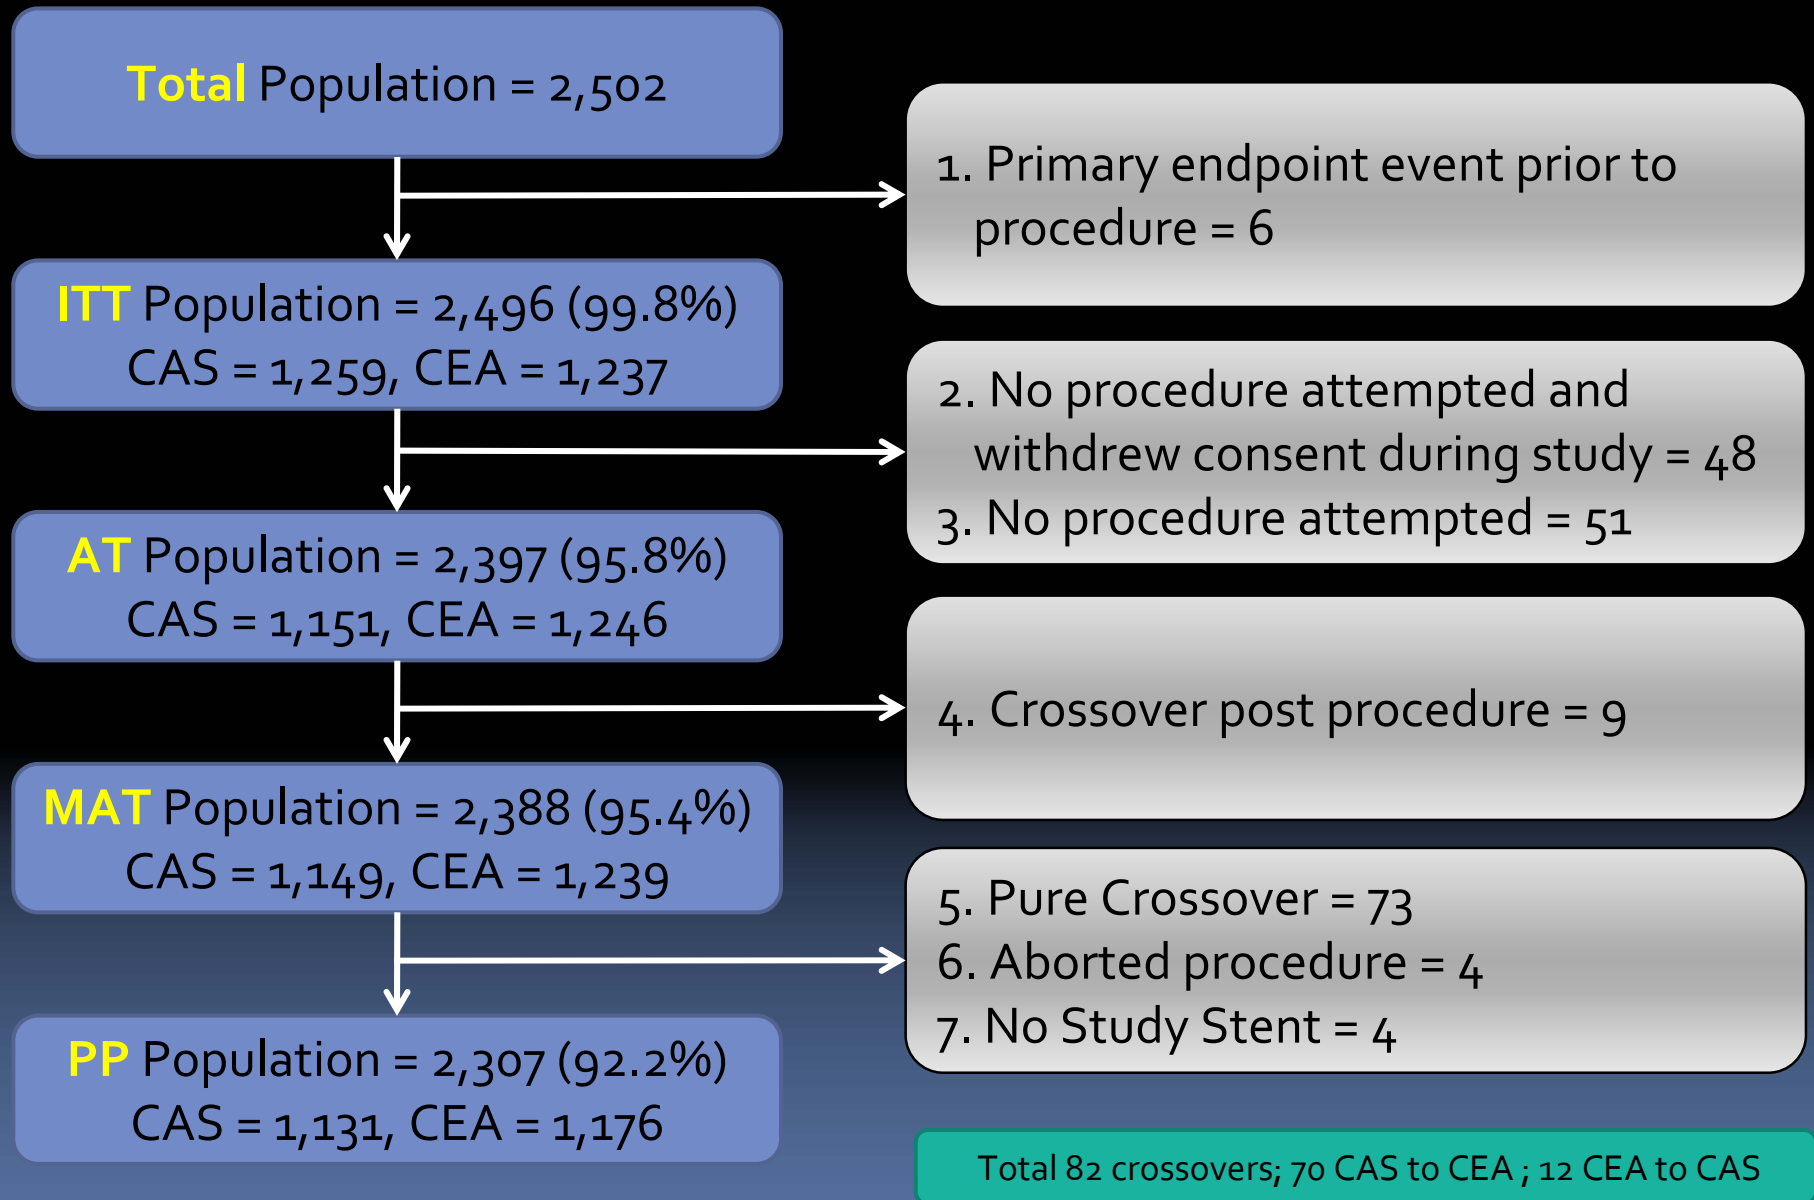 Total Population = 2,502
1. Primary endpoint event prior to
procedure = 6
ITT Population = 2,496 (99.8%)
CAS = 1,259, CEA = 1,237
2. No procedure attempted and
withdrew consent during study = 48
3. No procedure attempted = 51
AT Population = 2,397 (95.8%)
CAS = 1,151, CEA = 1,246
4. Crossover post procedure = 9
MAT Population = 2,388 (95.4%)
CAS = 1,149, CEA = 1,239
5. Pure Crossover = 73
6. Aborted procedure = 4
7. No Study Stent = 4
PP Population = 2,307 (92.2%)
CAS = 1,131, CEA = 1,176
Total 82 crossovers; 70 CAS to CEA ; 12 CEA to CAS